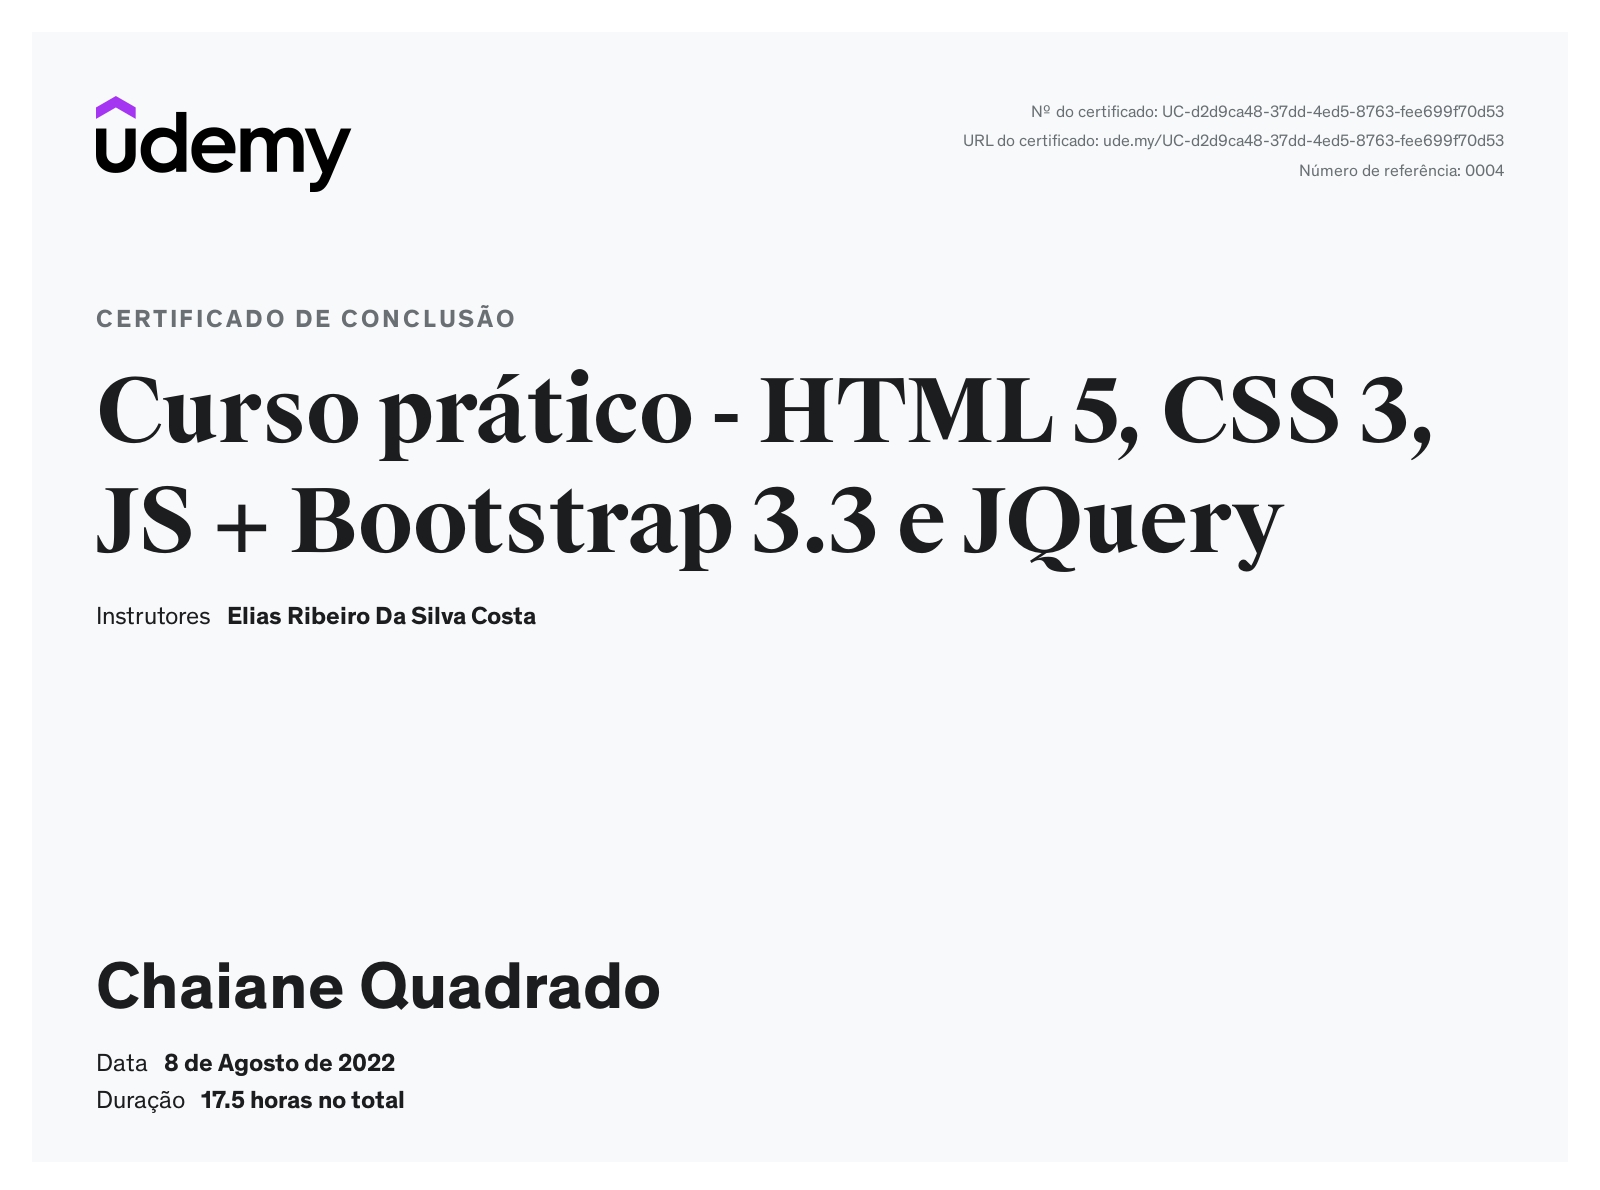 udemy
Nº do certificado: UC-d2d9ca48-37dd-4ed5-8763-fee699f70d53
URL do certificado: ude.my/UC-d2d9ca48-37dd-4ed5-8763-fee699f70d53
Número de referência: 0004
CERTIFICADO DE CONCLUSÃO
Curso prático - HTML 5, CSS 3,
JS + Bootstrap 3.3 e JQuery
Instrutores Elias Ribeiro Da Silva Costa
Chaiane Quadrado
Data 8 de Agosto de 2022
Duração 17.5 horas no total